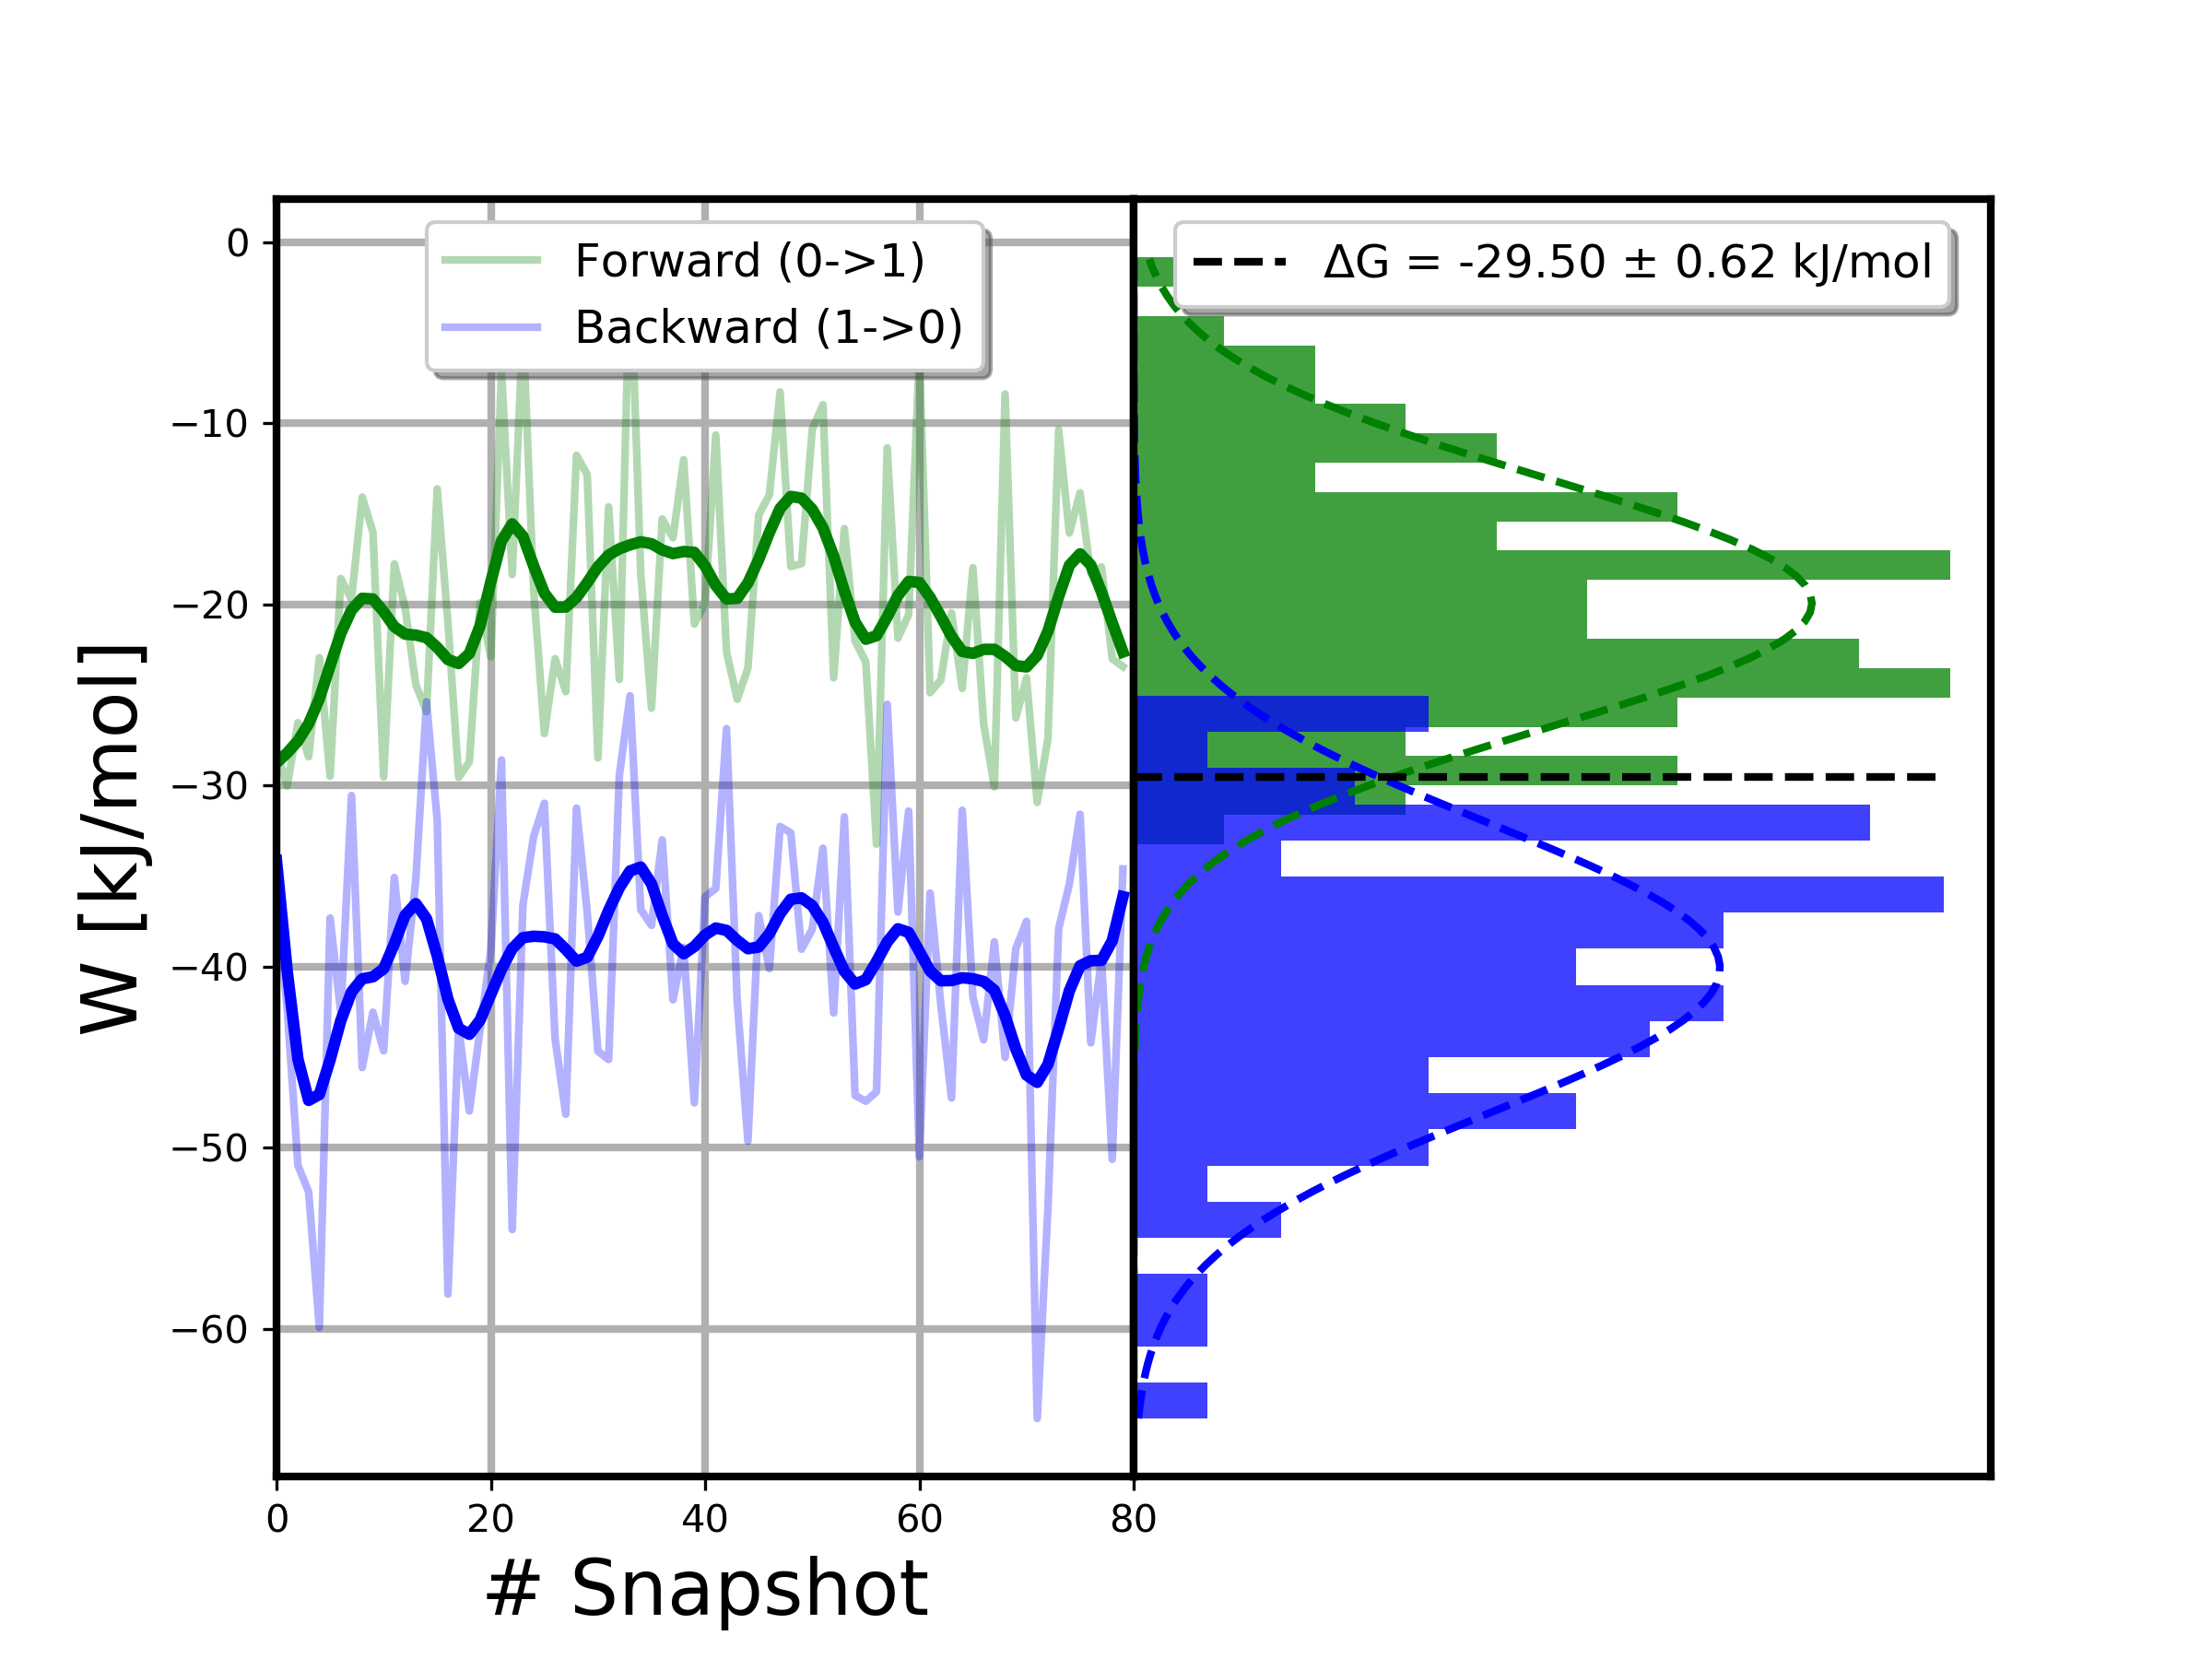 Forward (0->1)
Backward (1->0)
ΔG = -29.50 ± 0.62 kJ/mol
W [kJ/mol]
0
−10
−20
−30
−40
−50
−60
0 20 40 60 80
# Snapshot